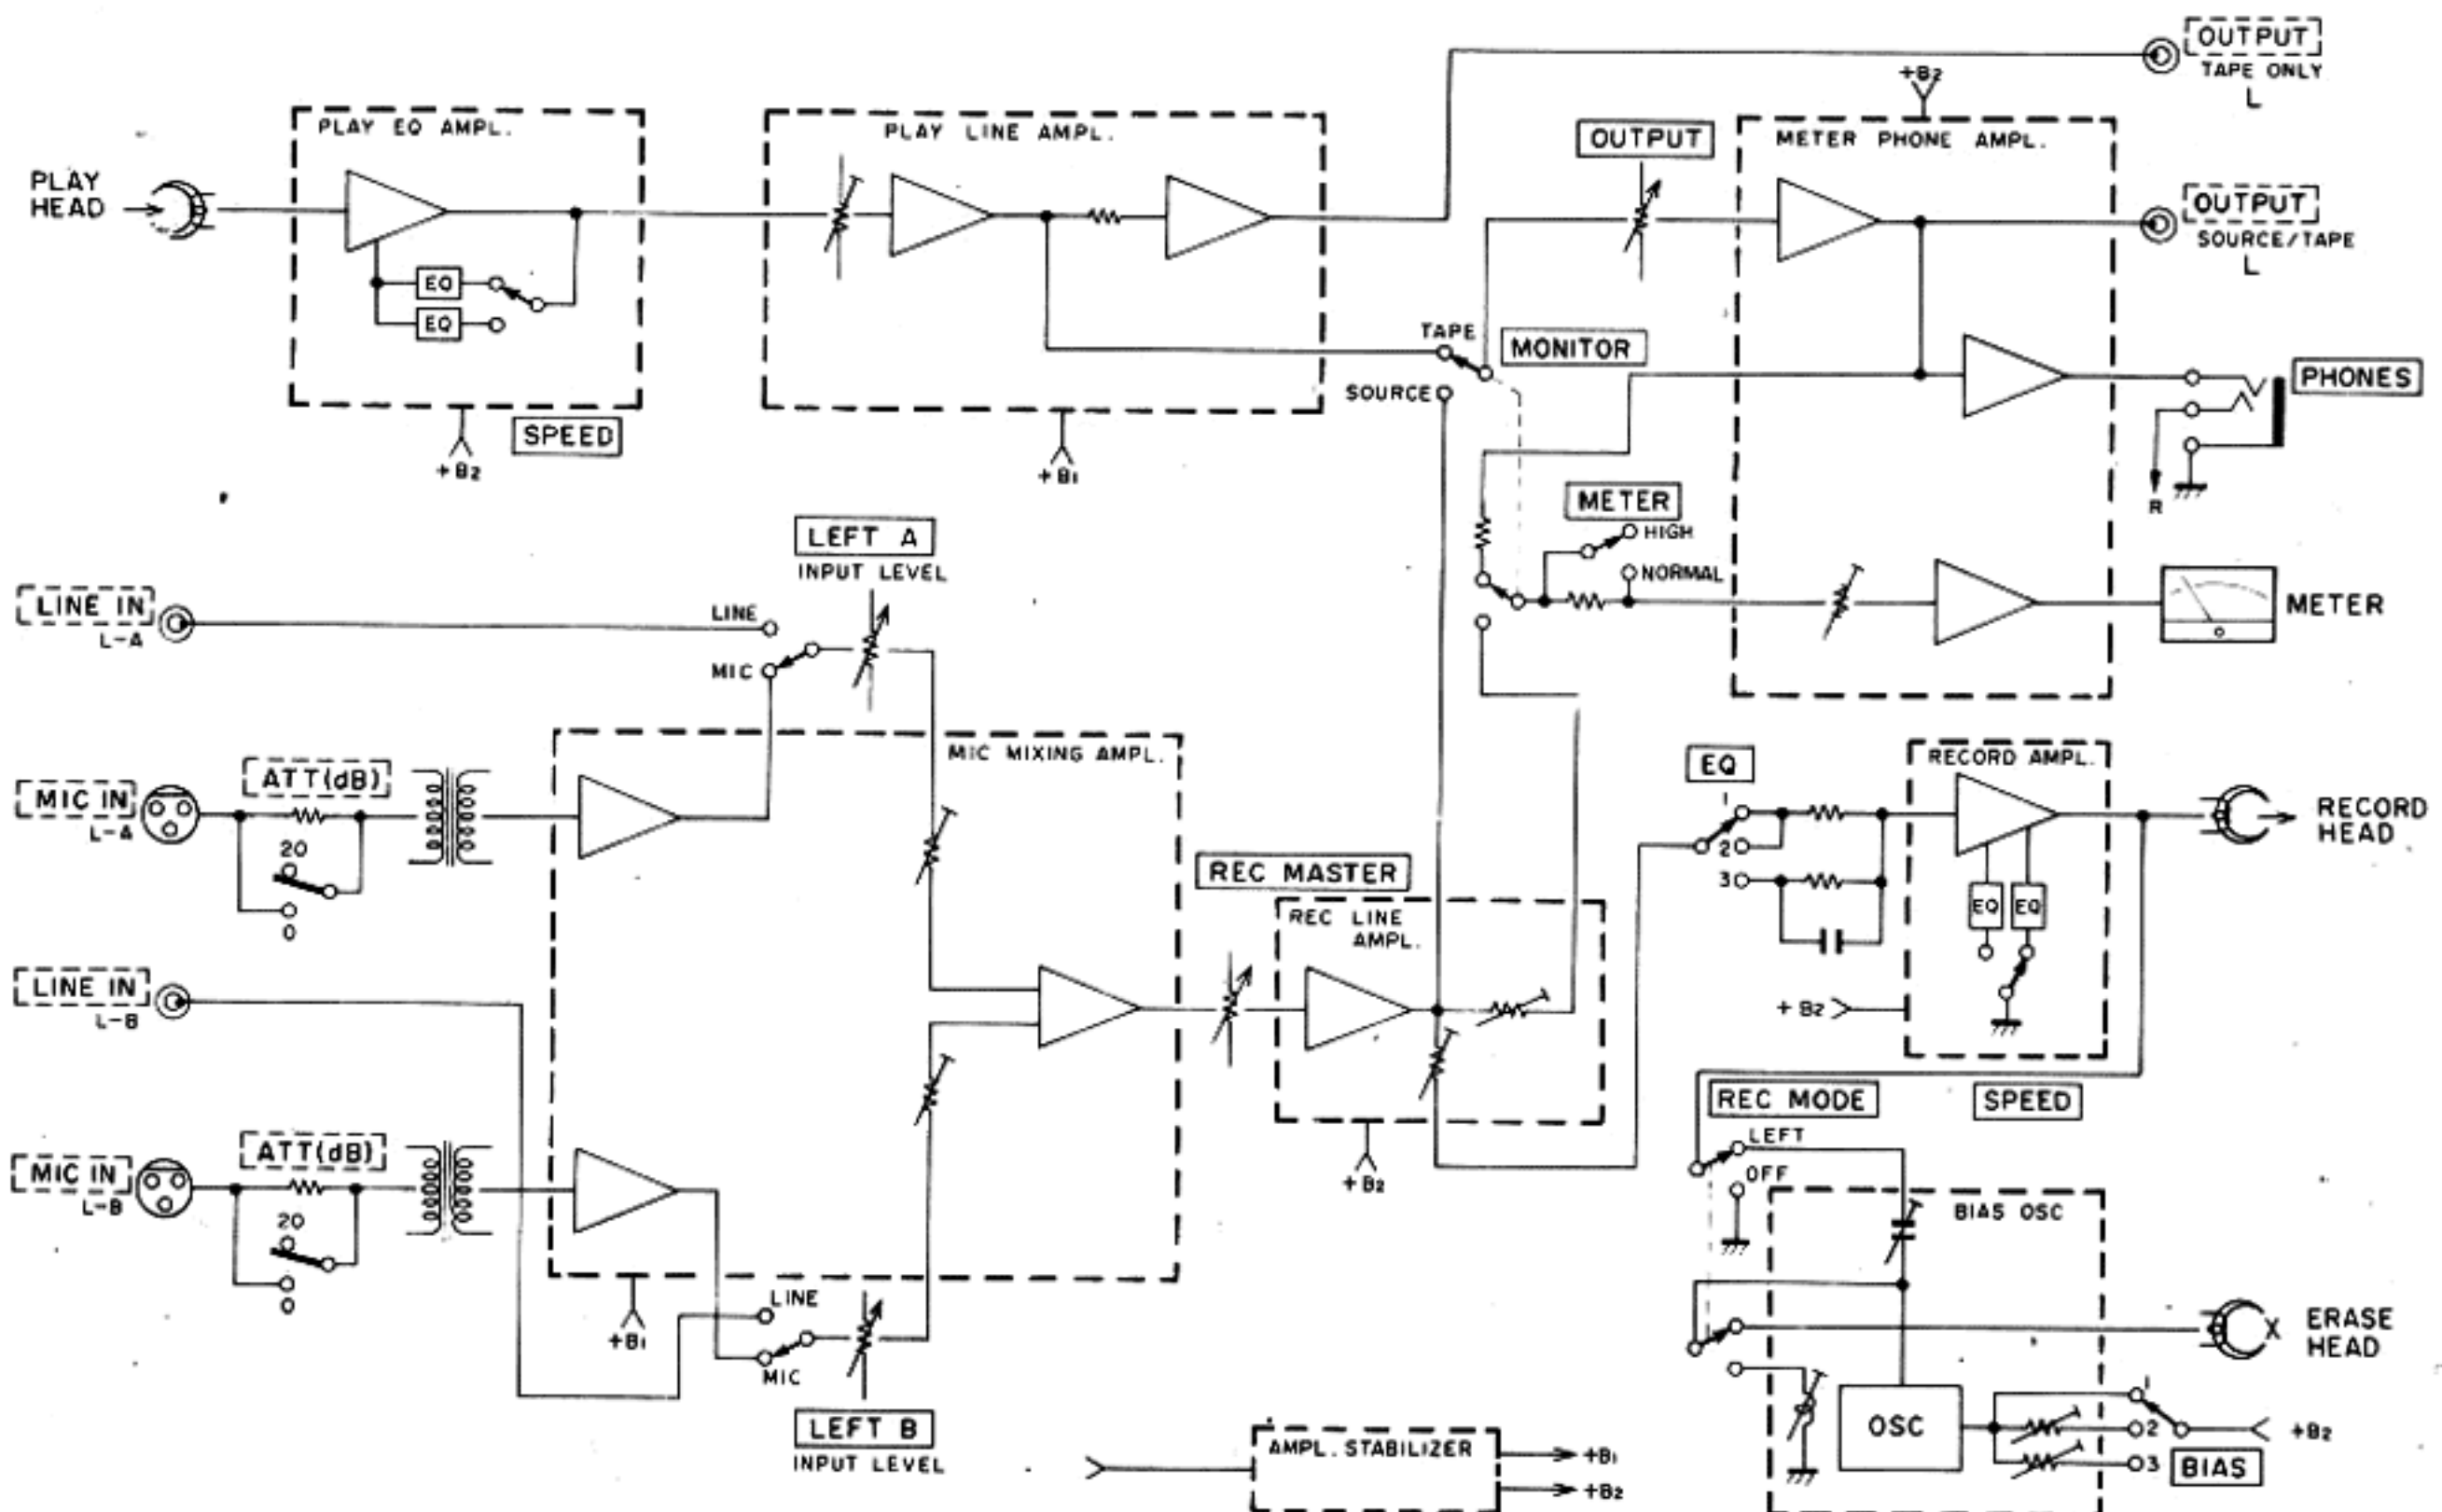 OUTPUT
TAPE ONLY
L
+B2
PLAY EQ AMPL.
PLAY LINE AMPL.
OUTPUT
METER PHONE AMPL.
PLAY
HEAD
OUTPUT
SOURCE/TAPE
L
EQ
EQ
TAPE
MONITOR
SOURCE
PHONES
SPEED
+B2
+B1
R
METER
HIGH
NORMAL
METER
LEFT A
INPUT LEVEL
LINE IN
L-A
LINE
MIC
MIC MIXING AMPL.
MIC IN
L-A
ATT(dB)
20
0
EQ
1
2
3
RECORD AMPL.
EQ
EQ
RECORD
HEAD
+B2
REC MASTER
REC LINE
AMPL.
+B2
LINE IN
L-B
MIC IN
L-B
ATT(dB)
20
0
REC MODE
SPEED
LEFT
OFF
BIAS OSC
+B1
LINE
MIC
LEFT B
INPUT LEVEL
ERASE
HEAD
X
OSC
1
2
3
+B2
BIAS
AMPL. STABILIZER
+B1
+B2